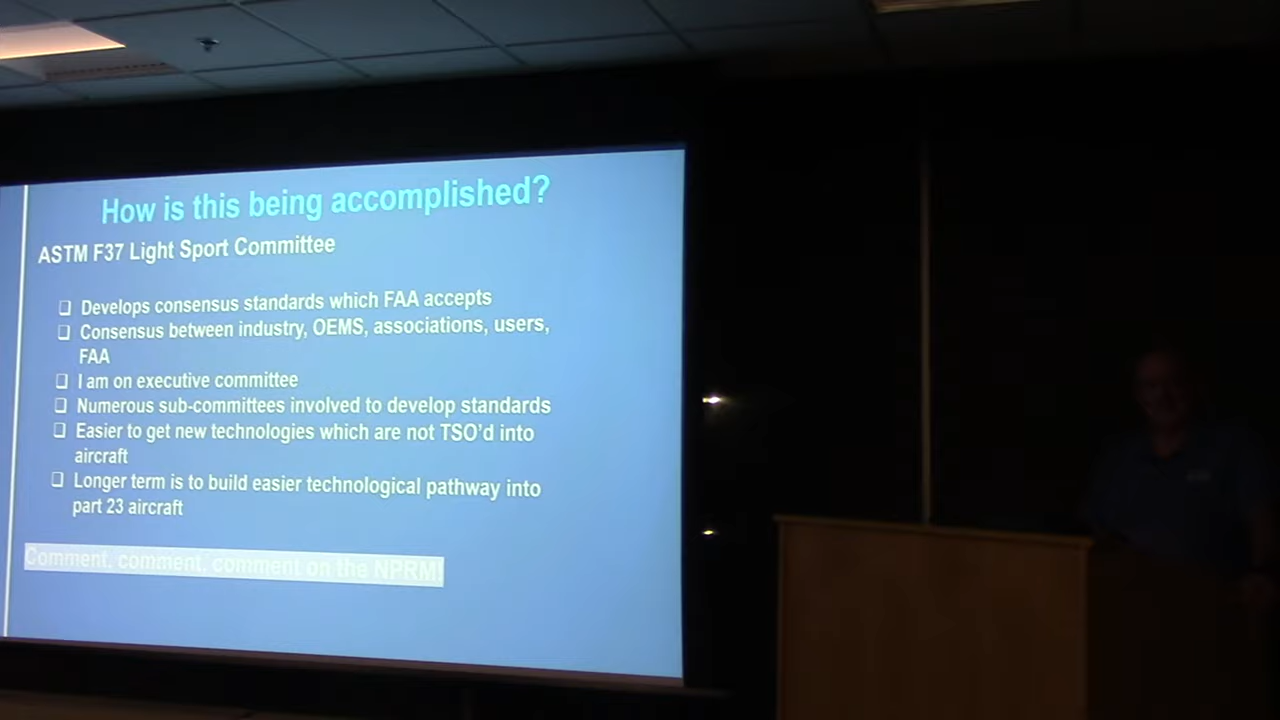 How is this being accomplished?
ASTM F37 Light Sport Committee
❑ Develops consensus standards which FAA accepts
❑ Consensus between industry, OEMS, associations, users,
FAA
❑ I am on executive committee
❑ Numerous sub-committees involved to develop standards
❑ Easier to get new technologies which are not TSO'd into
aircraft
❑ Longer term is to build easier technological pathway into
part 23 aircraft
Comment, comment, comment on the NPRM!